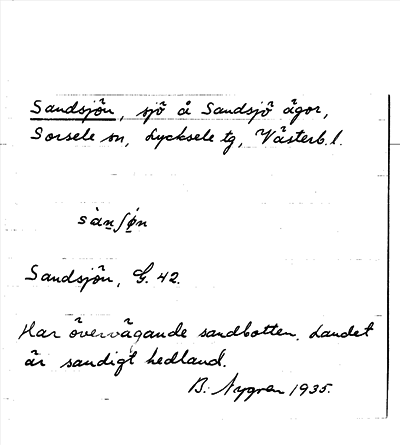 Sandsjön, sjö å Sandsjö ägor,
Sorsele sn, Lycksele tg, Västerb. l.
sàn̲ʃø̲n
Sandsjön, G. 42.
Har övervägande sandbotten. Landet
är sandigt hedland.
B. Nygren 1935.